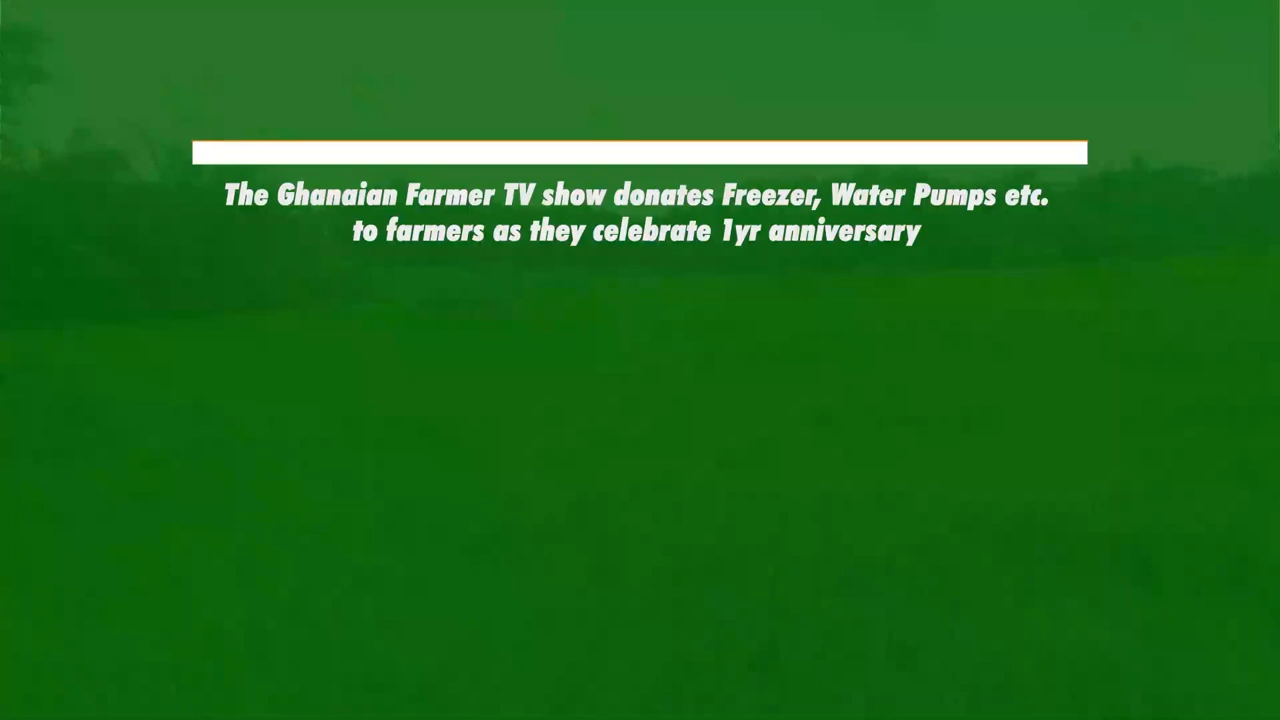 The Ghanaian Farmer TV show donates Freezer, Water Pumps etc.
to farmers as they celebrate 1yr anniversary